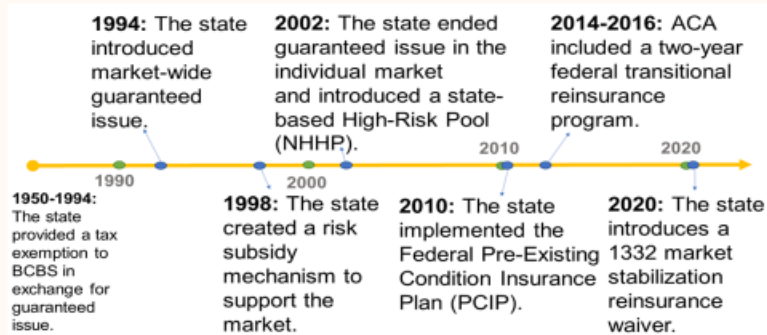 1994: The state
introduced
market-wide
guaranteed
issue.
2002: The state ended
guaranteed issue in the
individual market
and introduced a state-
based High-Risk Pool
(NHHP).
2014-2016: ACA
included a two-year
federal transitional
reinsurance
program.
1990
2000
2010
2020
1950-1994:
The state
provided a tax
exemption to
BCBS in
exchange for
guaranteed
issue.
1998: The state
created a risk
subsidy
mechanism to
support the
market.
2010: The state
implemented the
Federal Pre-Existing
Condition Insurance
Plan (PCIP).
2020: The state
introduces a
1332 market
stabilization
reinsurance
waiver.